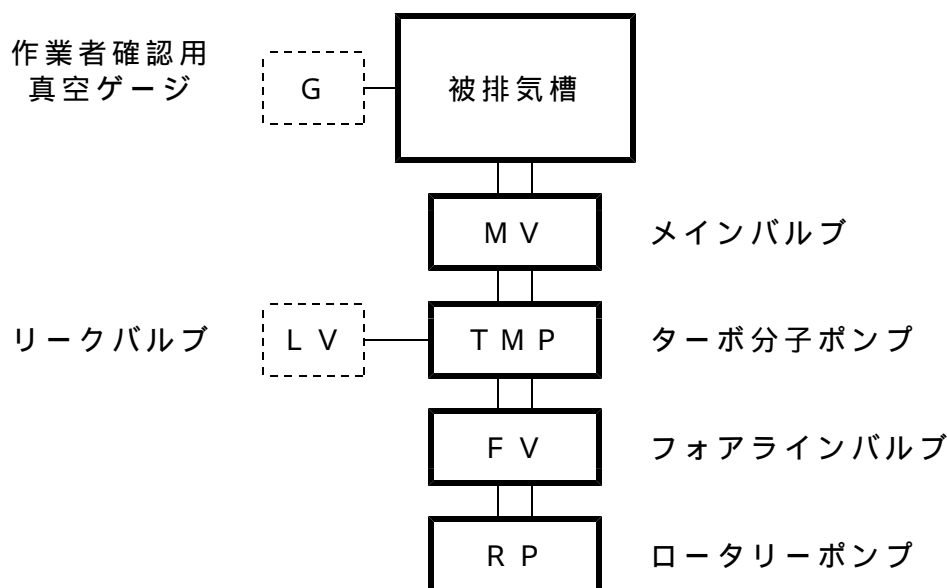 作業者確認用
真空ゲージ
G
被排気槽
MV
メインバルブ
リークバルブ
LV
TMP
ターボ分子ポンプ
FV
フォアラインバルブ
RP
ロータリーポンプ